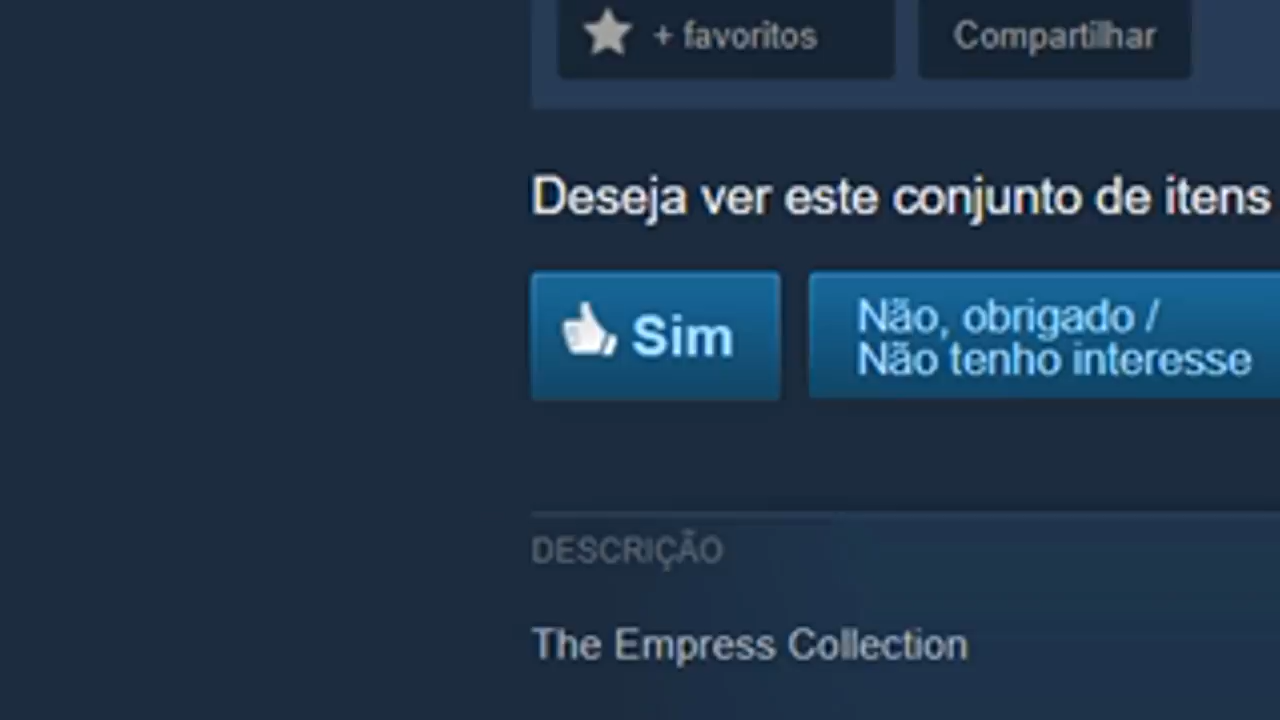 + favoritos
Compartilhar
Deseja ver este conjunto de itens
Sim
Não, obrigado /
Não tenho interesse
DESCRIÇÃO
The Empress Collection